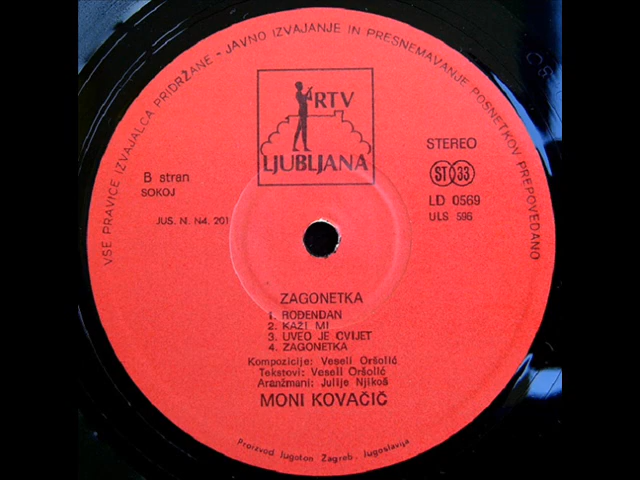 VSE PRAVICE IZVAJALCA PRIDRŽANE - JAVNO IZVAJANJE IN PRESNEMAVANJE POSNETKOV PREPOVEDANO
RTV
LJUBLJANA
B stran
SOKOJ
JUS. N. N4. 201
STEREO
ST 33
LD 0569
ULS 596
ZAGONETKA
1. ROĐENDAN
2. KAŽI MI
3. UVEO JE CVIJET
4. ZAGONETKA
Kompozicije: Veseli Oršolić
Tekstovi: Veseli Oršolić
Aranžmani: Julije Njikoš
MONI KOVAČIČ
Proizvod Jugoton Zagreb, Jugoslavija